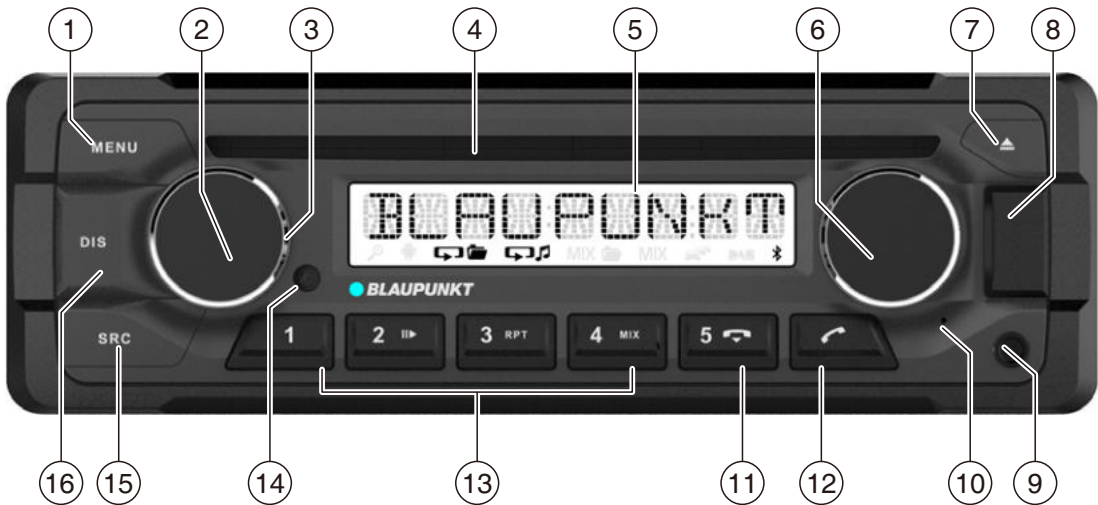 1 2 3 4 5 6 7 8
MENU
BLAUPUNKT
DIS
MIX MIX DAB
BLAUPUNKT
SRC
1 2 3 RPT 4 MIX 5
16 15 14 13 11 12 10 9